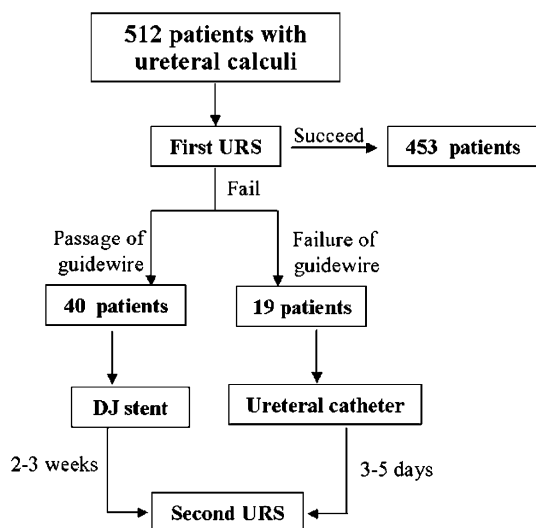 512 patients with
ureteral calculi
First URS
Succeed
453 patients
Fail
Passage of
guidewire
Failure of
guidewire
40 patients
19 patients
DJ stent
Ureteral catheter
2-3 weeks
3-5 days
Second URS